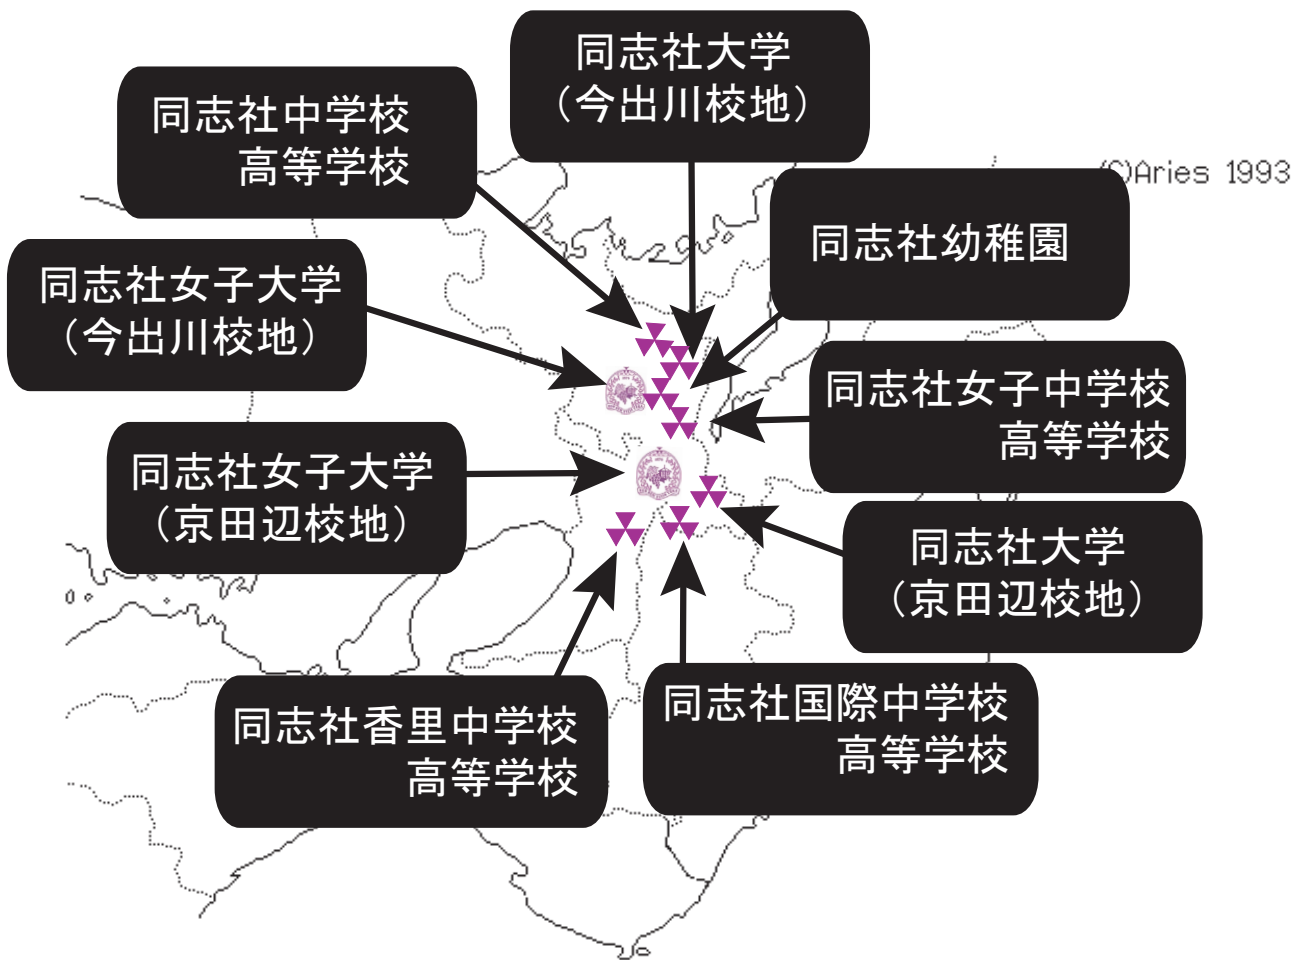 同志社大学
（今出川校地）
同志社中学校
高等学校
(C)Aries 1993
同志社幼稚園
同志社女子大学
（今出川校地）
同志社女子中学校
高等学校
同志社女子大学
（京田辺校地）
同志社大学
（京田辺校地）
同志社国際中学校
高等学校
同志社香里中学校
高等学校